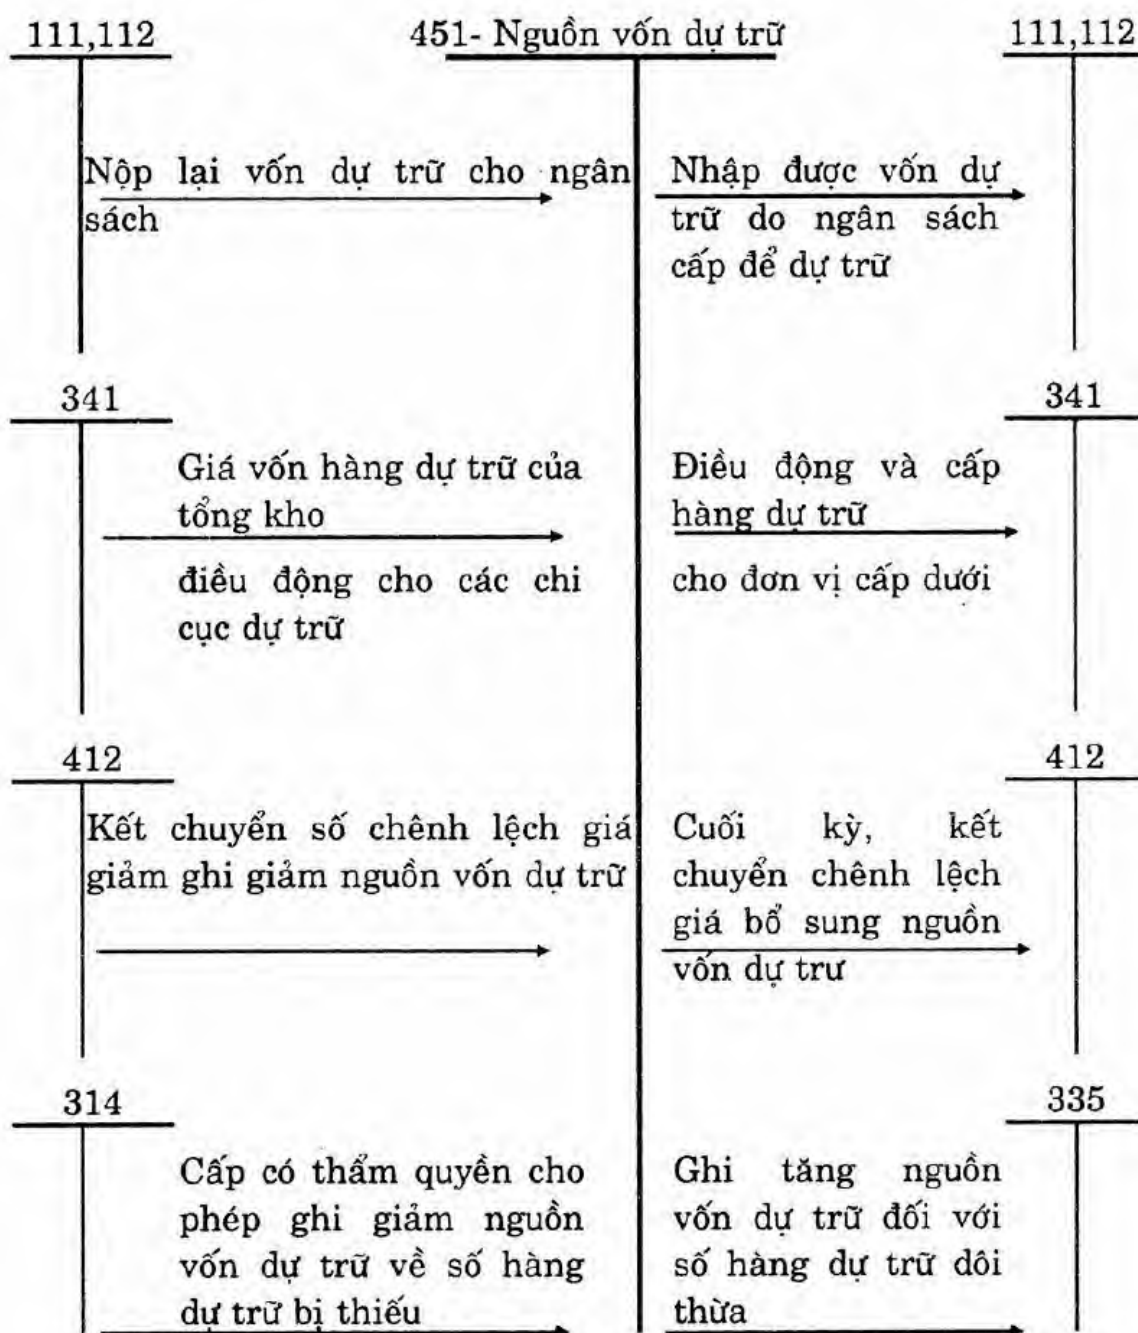 111,112
451- Nguồn vốn dự trữ
111,112
Nộp lại vốn dự trữ cho ngân
sách
Nhập được vốn dự
trữ do ngân sách
cấp để dự trữ
341
341
Giá vốn hàng dự trữ của
tổng kho
điều động cho các chi
cục dự trữ
Điều động và cấp
hàng dự trữ
cho đơn vị cấp dưới
412
412
Kết chuyển số chênh lệch giá
giảm ghi giảm nguồn vốn dự trữ
Cuối kỳ, kết
chuyển chênh lệch
giá bổ sung nguồn
vốn dự trư
314
335
Cấp có thẩm quyền cho
phép ghi giảm nguồn
vốn dự trữ về số hàng
dự trữ bị thiếu
Ghi tăng nguồn
vốn dự trữ đối với
số hàng dự trữ dôi
thừa